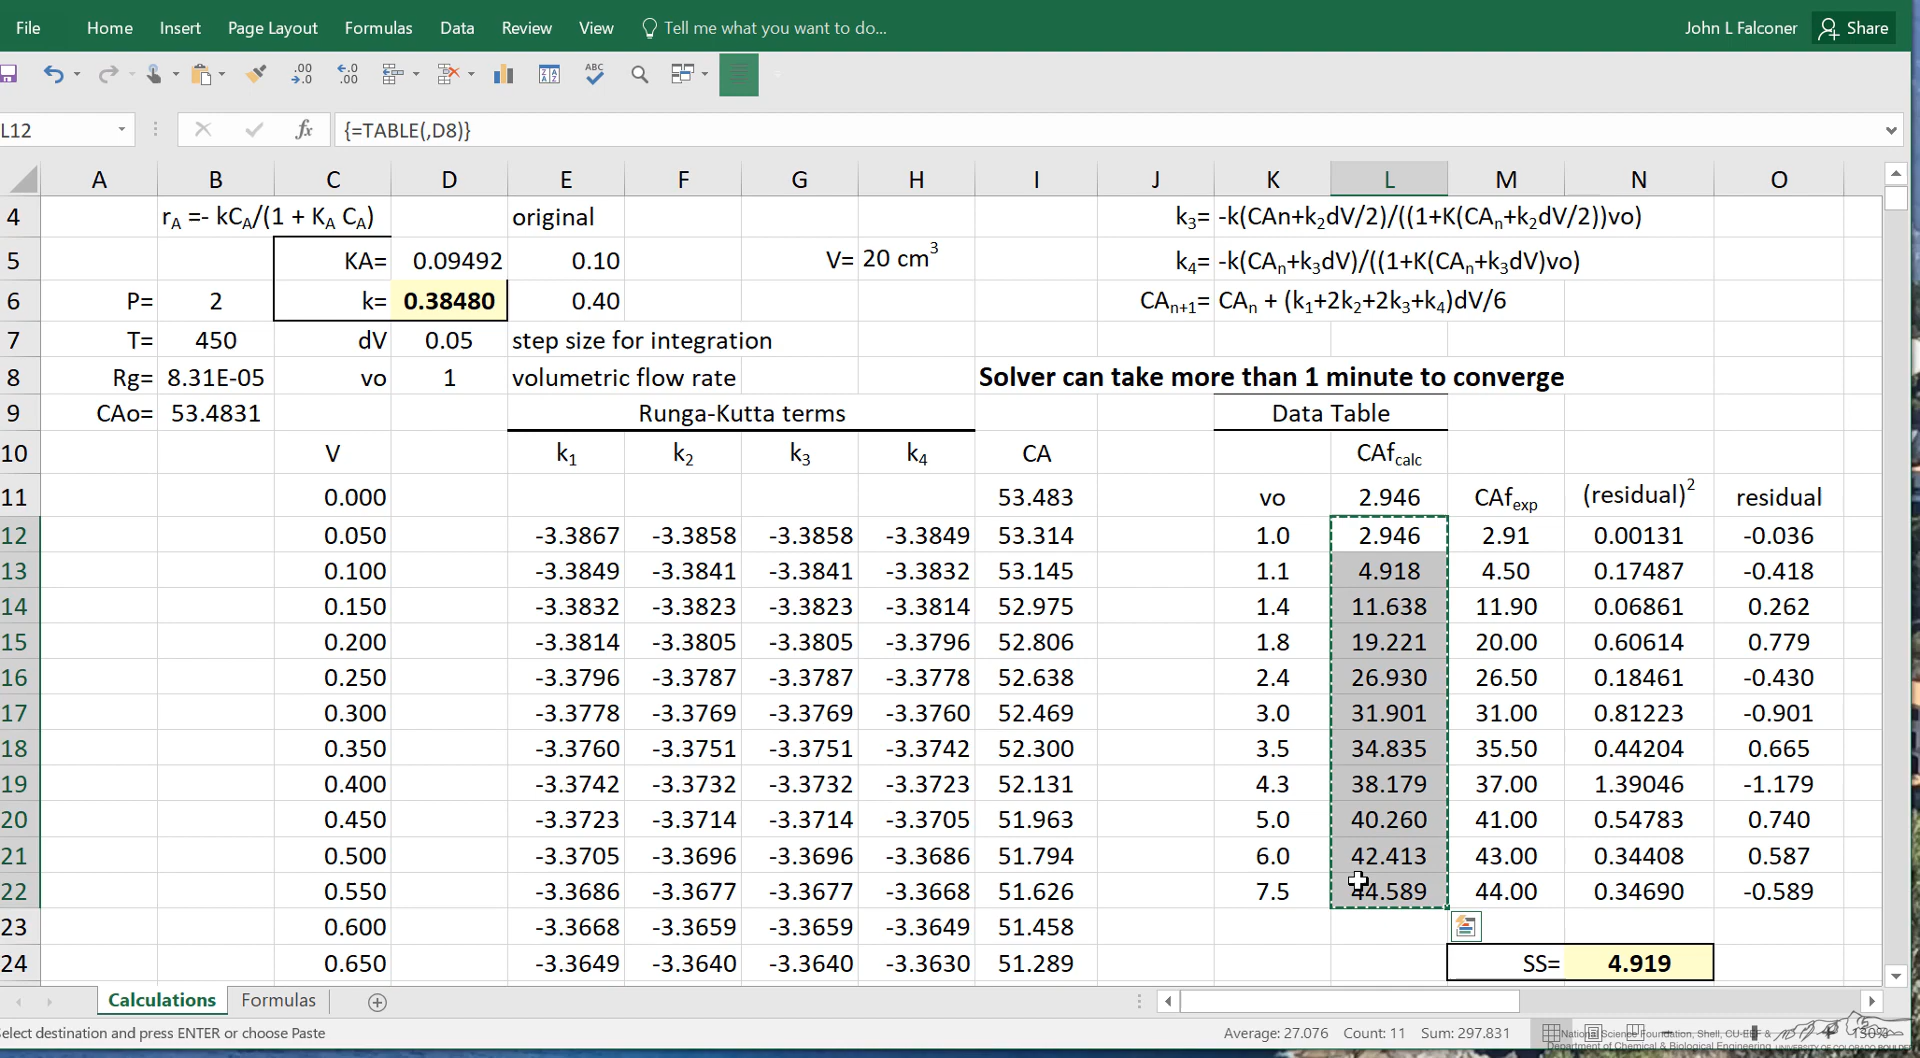 File Home Insert Page Layout Formulas Data Review View Tell me what you want to do... John L Falconer Share
L12 fx {=TABLE(,D8)}
A B C D E F G H I J K L M N O
4 rA =- kCA/(1 + KA CA) original k3= -k(CAn+k2dV/2)/((1+K(CAn+k2dV/2))vo)
5 KA= 0.09492 0.10 V= 20 cm3 k4= -k(CAn+k3dV)/((1+K(CAn+k3dV)vo)
6 P= 2 k= 0.38480 0.40 CAn+1= CAn + (k1+2k2+2k3+k4)dV/6
7 T= 450 dV 0.05 step size for integration
8 Rg= 8.31E-05 vo 1 volumetric flow rate Solver can take more than 1 minute to converge
9 CAo= 53.4831 Runga-Kutta terms Data Table
10 V k1 k2 k3 k4 CA CAfcalc
11 0.000 53.483 vo 2.946 CAfexp (residual)2 residual
12 0.050 -3.3867 -3.3858 -3.3858 -3.3849 53.314 1.0 2.946 2.91 0.00131 -0.036
13 0.100 -3.3849 -3.3841 -3.3841 -3.3832 53.145 1.1 4.918 4.50 0.17487 -0.418
14 0.150 -3.3832 -3.3823 -3.3823 -3.3814 52.975 1.4 11.638 11.90 0.06861 0.262
15 0.200 -3.3814 -3.3805 -3.3805 -3.3796 52.806 1.8 19.221 20.00 0.60614 0.779
16 0.250 -3.3796 -3.3787 -3.3787 -3.3778 52.638 2.4 26.930 26.50 0.18461 -0.430
17 0.300 -3.3778 -3.3769 -3.3769 -3.3760 52.469 3.0 31.901 31.00 0.81223 -0.901
18 0.350 -3.3760 -3.3751 -3.3751 -3.3742 52.300 3.5 34.835 35.50 0.44204 0.665
19 0.400 -3.3742 -3.3732 -3.3732 -3.3723 52.131 4.3 38.179 37.00 1.39046 -1.179
20 0.450 -3.3723 -3.3714 -3.3714 -3.3705 51.963 5.0 40.260 41.00 0.54783 0.740
21 0.500 -3.3705 -3.3696 -3.3696 -3.3686 51.794 6.0 42.413 43.00 0.34408 0.587
22 0.550 -3.3686 -3.3677 -3.3677 -3.3668 51.626 7.5 44.589 44.00 0.34690 -0.589
23 0.600 -3.3668 -3.3659 -3.3659 -3.3649 51.458
24 0.650 -3.3649 -3.3640 -3.3640 -3.3630 51.289 SS= 4.919
Calculations Formulas
elect destination and press ENTER or choose Paste Average: 27.076 Count: 11 Sum: 297.831
National Science Foundation, Shell, &
Department of Chemical & Biological Engineering